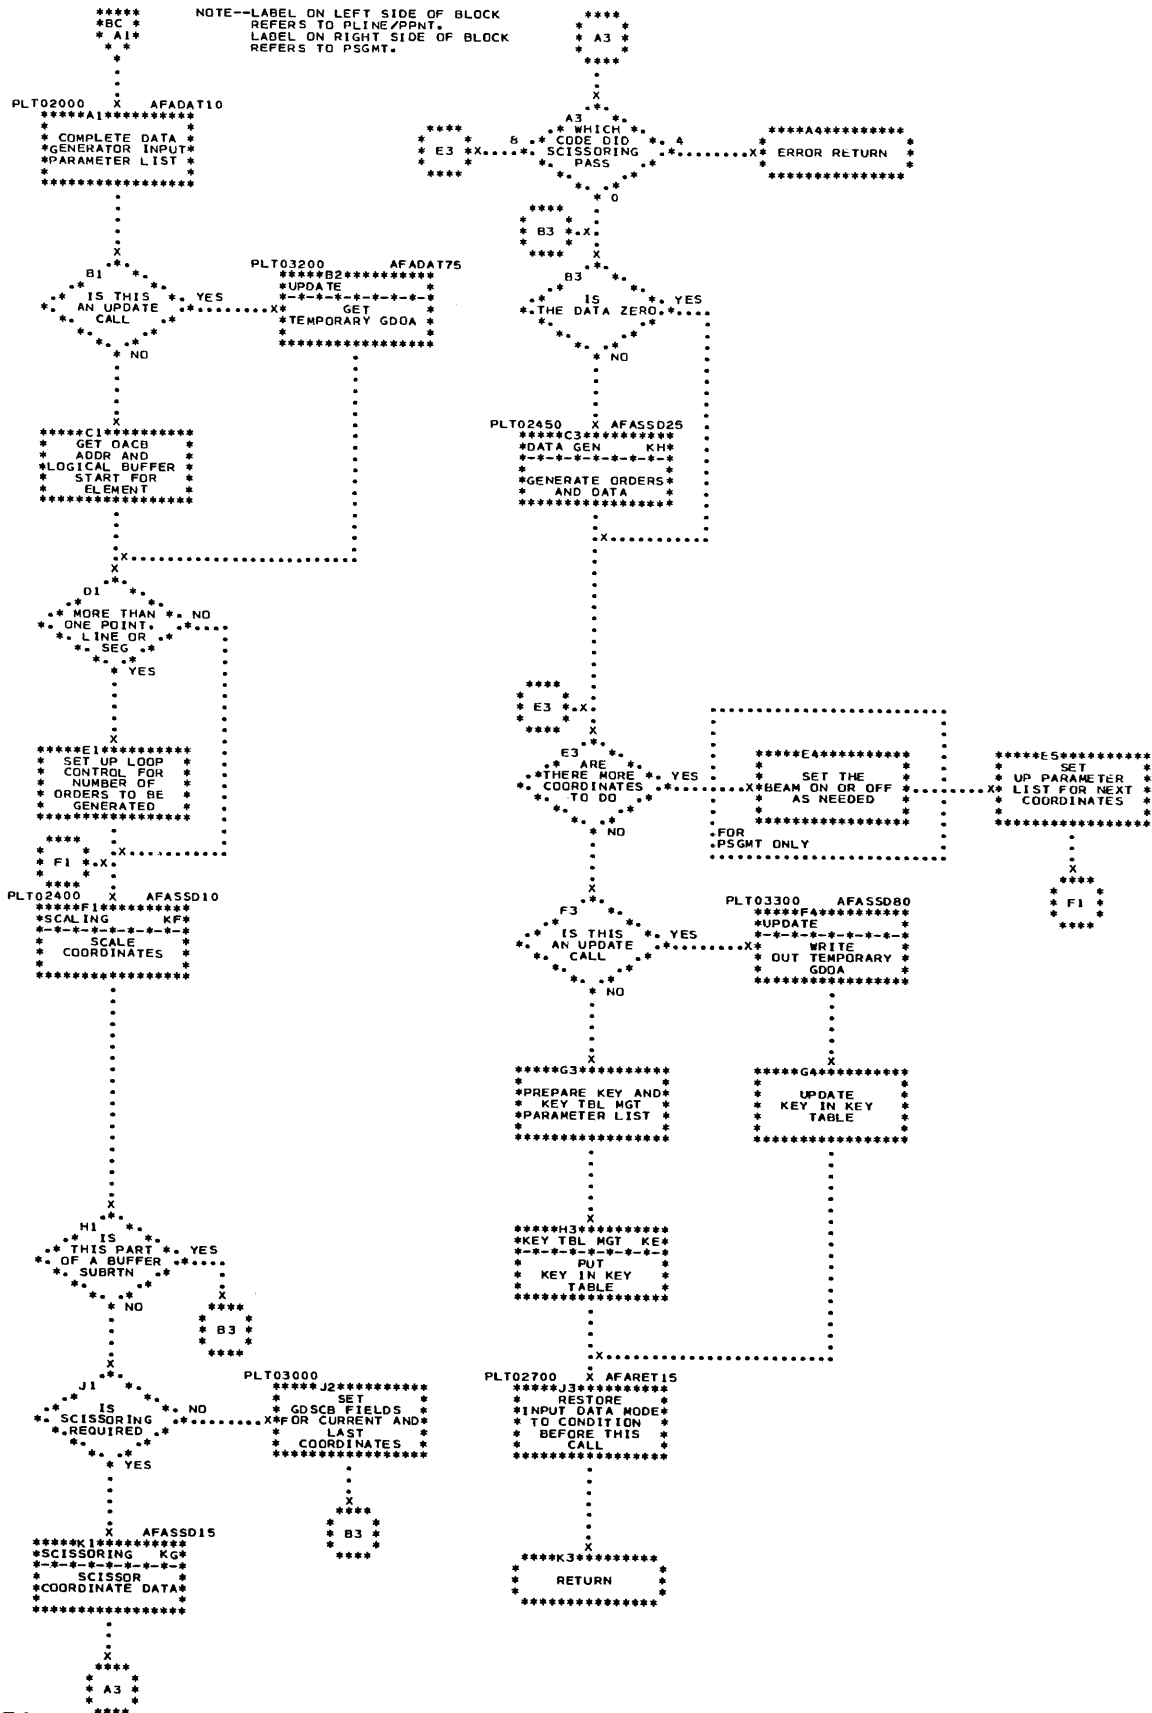 NOTE--LABEL ON LEFT SIDE OF BLOCK
REFERS TO PLINE/PPNT.
LABEL ON RIGHT SIDE OF BLOCK
REFERS TO PSGMT.
BC
A1
PLT02000 AFADAT10
A1
COMPLETE DATA
GENERATOR INPUT
PARAMETER LIST
B1
IS THIS
AN UPDATE
CALL
YES
NO
PLT03200 AFADAT75
B2
UPDATE
GET
TEMPORARY GDOA
C1
GET OACB
ADDR AND
LOGICAL BUFFER
START FOR
ELEMENT
D1
MORE THAN
ONE POINT,
LINE OR
SEG
NO
YES
E1
SET UP LOOP
CONTROL FOR
NUMBER OF
ORDERS TO BE
GENERATED
F1
PLT02400 AFASSD10
F1
SCALING KF
SCALE
COORDINATES
H1
IS
THIS PART
OF A BUFFER
SUBRTN
YES
NO
B3
J1
IS
SCISSORING
REQUIRED
NO
YES
PLT03000
J2
SET
GDSCB FIELDS
FOR CURRENT AND
LAST
COORDINATES
B3
AFASSD15
K1
SCISSORING KG
SCISSOR
COORDINATE DATA
A3
A3
A3
WHICH
CODE DID
SCISSORING
PASS
8
4
0
E3
A4
ERROR RETURN
B3
B3
IS
THE DATA ZERO
YES
NO
PLT02450 AFASSD25
C3
DATA GEN KH
GENERATE ORDERS
AND DATA
E3
E3
ARE
THERE MORE
COORDINATES
TO DO
YES
NO
E4
SET THE
BEAM ON OR OFF
AS NEEDED
FOR
PSGMT ONLY
E5
SET
UP PARAMETER
LIST FOR NEXT
COORDINATES
F1
F3
IS THIS
AN UPDATE
CALL
YES
NO
PLT03300 AFASSD80
F4
UPDATE
WRITE
OUT TEMPORARY
GDOA
G3
PREPARE KEY AND
KEY TBL MGT
PARAMETER LIST
G4
UPDATE
KEY IN KEY
TABLE
H3
KEY TBL MGT KE
PUT
KEY IN KEY
TABLE
PLT02700 AFARET15
J3
RESTORE
INPUT DATA MODE
TO CONDITION
BEFORE THIS
CALL
K3
RETURN